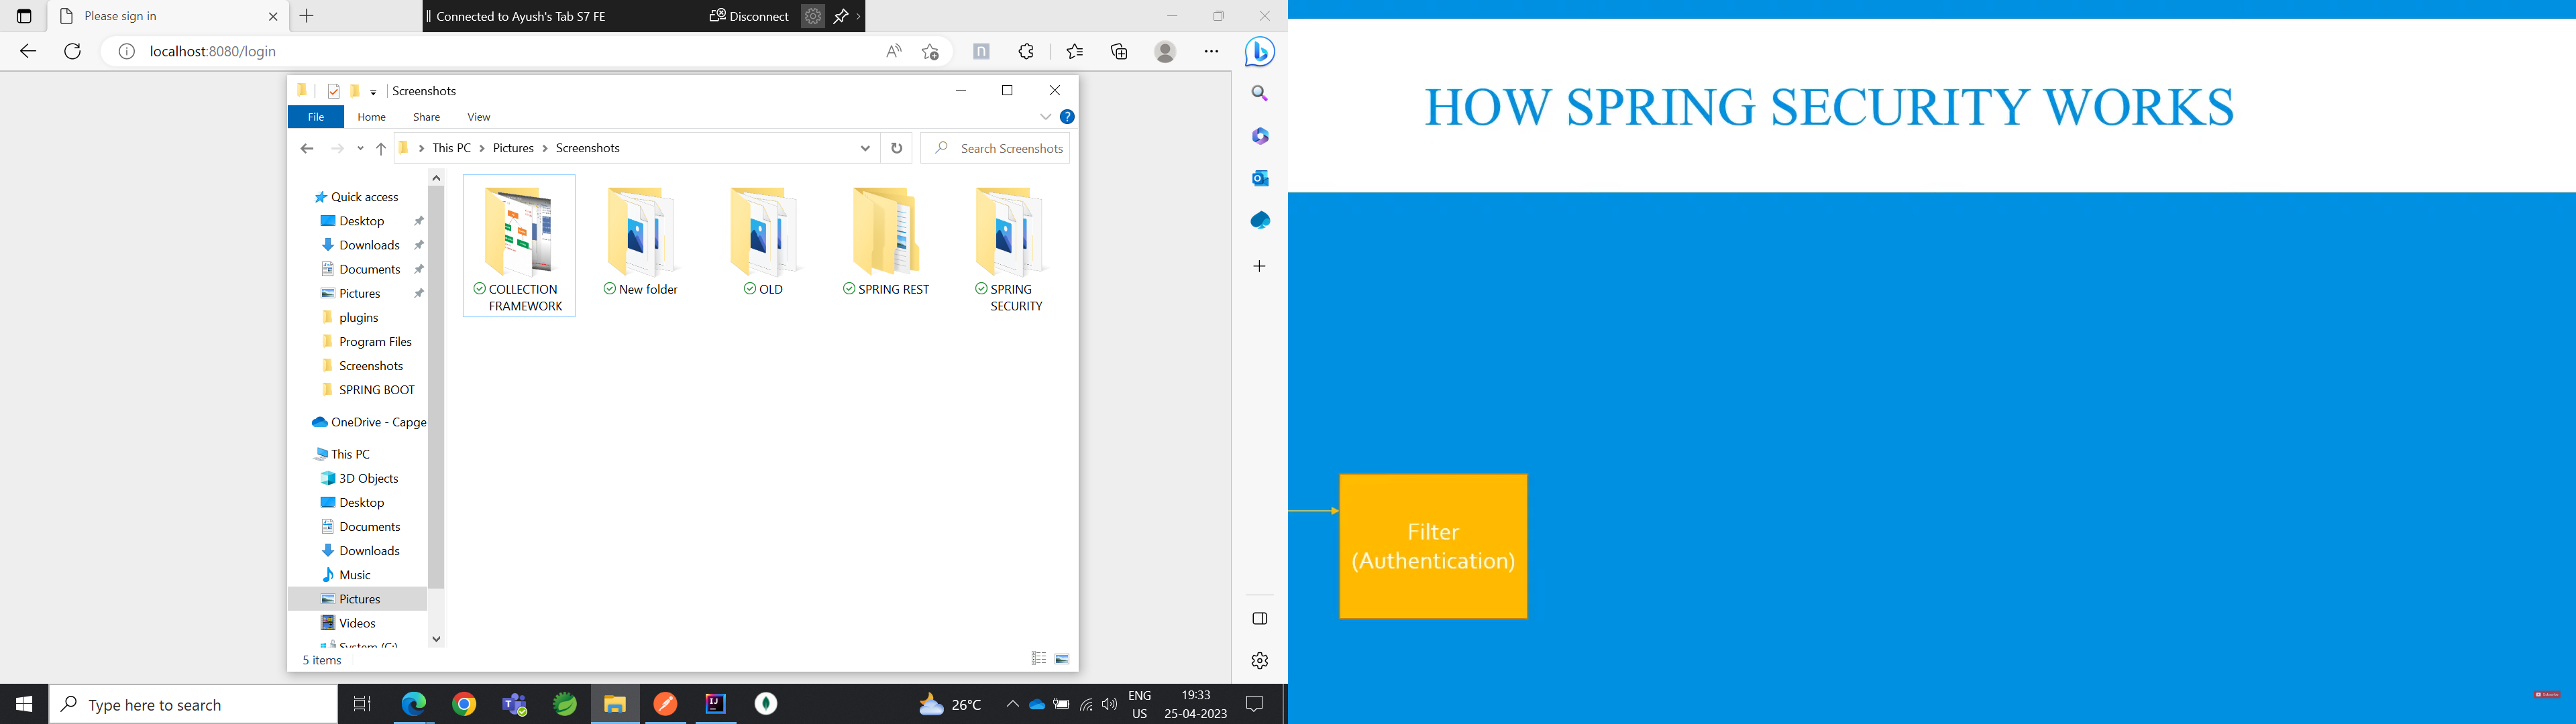 Please sign in
Connected to Ayush's Tab S7 FE
Disconnect
localhost:8080/login
Screenshots
File
Home
Share
View
This PC > Pictures > Screenshots
Search Screenshots
Quick access
Desktop
Downloads
Documents
Pictures
plugins
Program Files
Screenshots
SPRING BOOT
OneDrive - Capge
This PC
3D Objects
Desktop
Documents
Downloads
Music
Pictures
Videos
System (C:)
COLLECTION
FRAMEWORK
New folder
OLD
SPRING REST
SPRING
SECURITY
5 items
Type here to search
26°C
ENG
US
19:33
25-04-2023
HOW SPRING SECURITY WORKS
Filter
(Authentication)
Subscribe